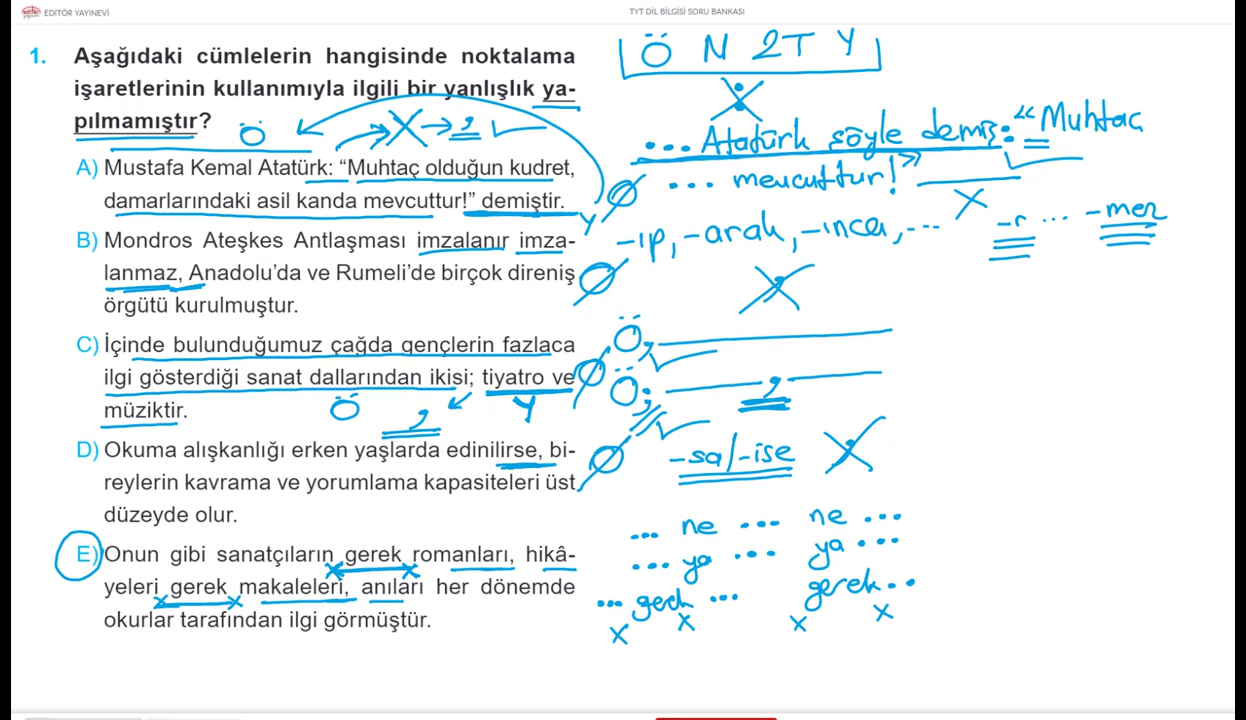 EDİTÖR YAYINEVİ
TYT DİL BİLGİSİ SORU BANKASI
1. Aşağıdaki cümlelerin hangisinde noktalama
işaretlerinin kullanımıyla ilgili bir yanlışlık ya-
pılmamıştır?
A) Mustafa Kemal Atatürk: “Muhtaç olduğun kudret,
damarlarındaki asil kanda mevcuttur!” demiştir.
B) Mondros Ateşkes Antlaşması imzalanır imza-
lanmaz, Anadolu’da ve Rumeli’de birçok direniş
örgütü kurulmuştur.
C) İçinde bulunduğumuz çağda gençlerin fazlaca
ilgi gösterdiği sanat dallarından ikisi; tiyatro ve
müziktir.
D) Okuma alışkanlığı erken yaşlarda edinilirse, bi-
reylerin kavrama ve yorumlama kapasiteleri üst
düzeyde olur.
E) Onun gibi sanatçıların gerek romanları, hikâ-
yeleri gerek makaleleri, anıları her dönemde
okurlar tarafından ilgi görmüştür.
Ö N 2T Y
Ö X → ,
... Atatürk şöyle demiş: “Muhtaç
... mevcuttur!”
Y
-ıp, -arak, -ınca, ... -r ... -mez
Ö,
Ö; ,
Ö , Y
-sa/-ise
... ne ... ne ...
... ya ... ya ...
... gerek ... gerek ...
x x x x